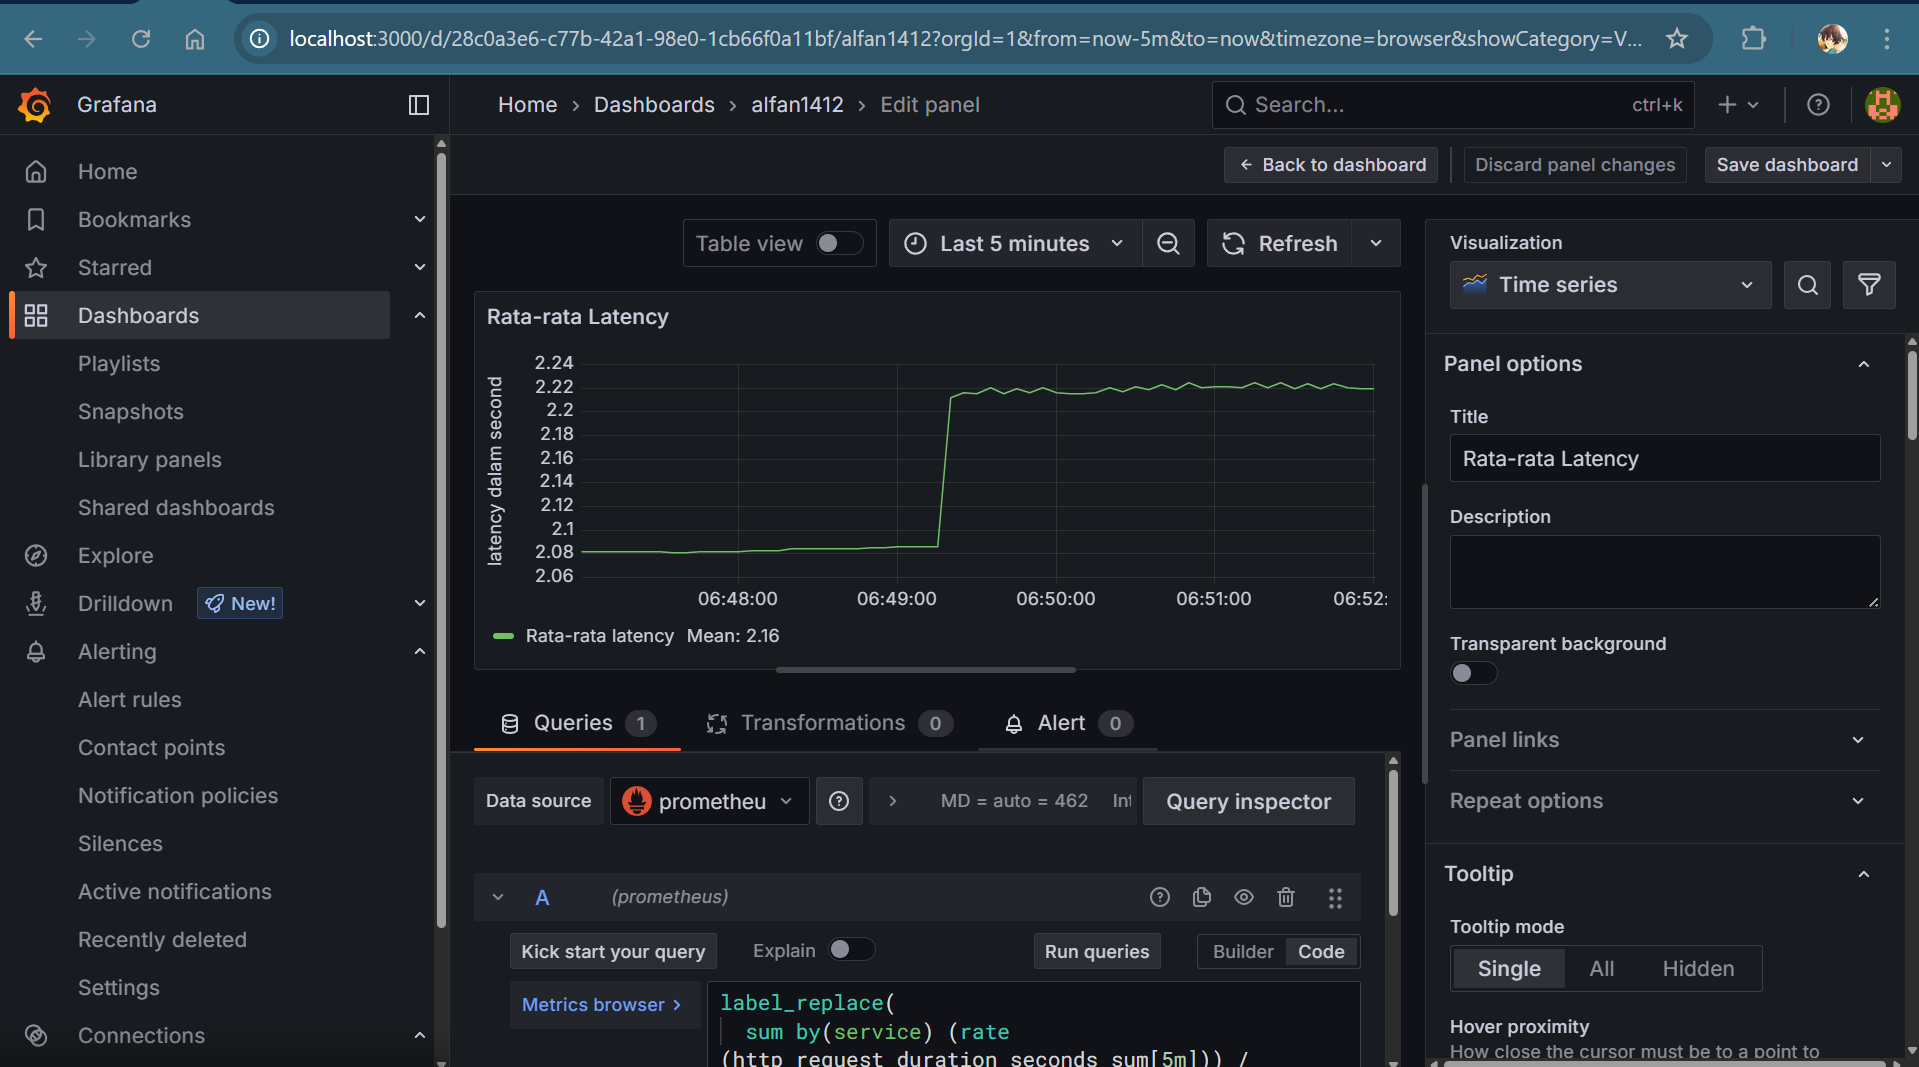 localhost:3000/d/28c0a3e6-c77b-42a1-98e0-1cb66f0a11bf/alfan1412?orgId=1&from=now-5m&to=now&timezone=browser&showCategory=V...
Grafana
Home › Dashboards › alfan1412 › Edit panel
Search... ctrl+k
Back to dashboard
Discard panel changes
Save dashboard
Home
Bookmarks
Starred
Dashboards
Playlists
Snapshots
Library panels
Shared dashboards
Explore
Drilldown New!
Alerting
Alert rules
Contact points
Notification policies
Silences
Active notifications
Recently deleted
Settings
Connections
Table view
Last 5 minutes
Refresh
Rata-rata Latency
latency dalam second
2.24
2.22
2.2
2.18
2.16
2.14
2.12
2.1
2.08
2.06
06:48:00 06:49:00 06:50:00 06:51:00 06:52:
Rata-rata latency Mean: 2.16
Queries 1
Transformations 0
Alert 0
Data source
prometheu
MD = auto = 462
Query inspector
A (prometheus)
Kick start your query
Explain
Run queries
Builder Code
Metrics browser >
label_replace(
sum by(service) (rate
(http_request_duration_seconds_sum[5m])) /
Visualization
Time series
Panel options
Title
Rata-rata Latency
Description
Transparent background
Panel links
Repeat options
Tooltip
Tooltip mode
Single All Hidden
Hover proximity
How close the cursor must be to a point to